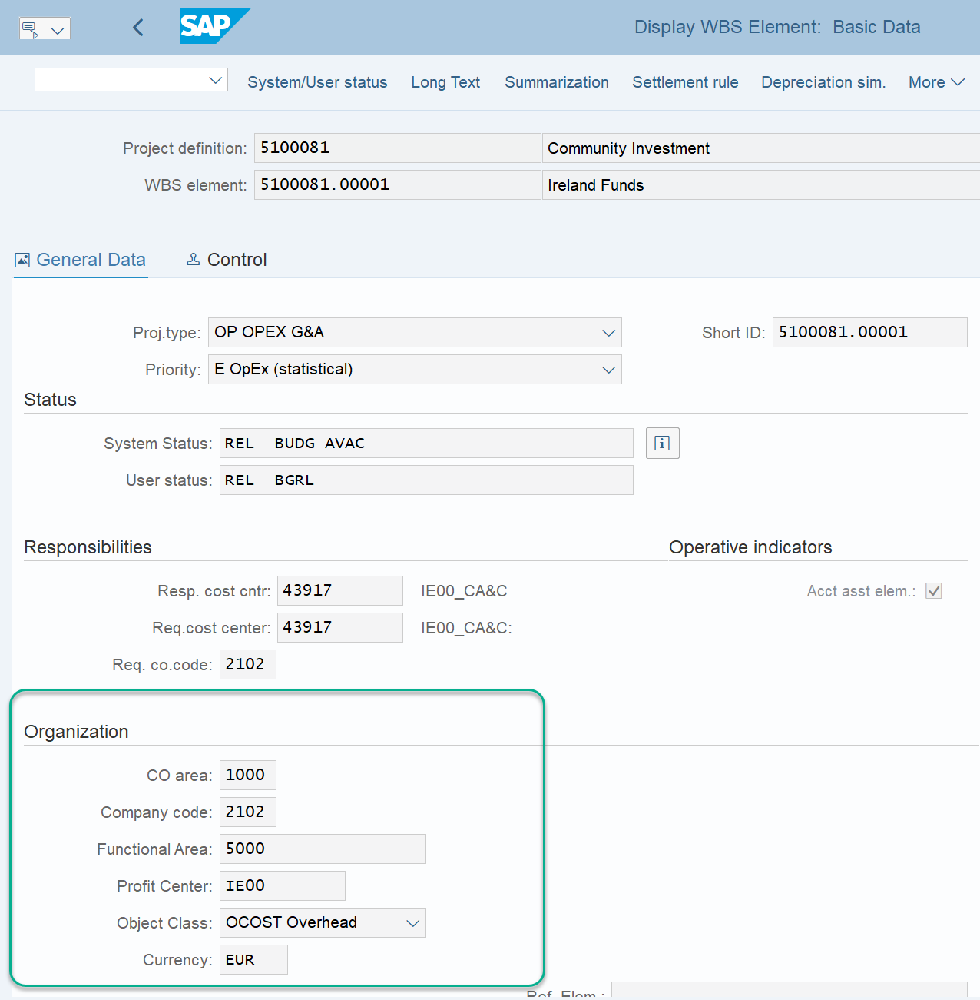 SAP Display WBS Element: Basic Data
System/User status Long Text Summarization Settlement rule Depreciation sim. More
Project definition: 5100081 Community Investment
WBS element: 5100081.00001 Ireland Funds
General Data Control
Proj.type: OP OPEX G&A Short ID: 5100081.00001
Priority: E OpEx (statistical)
Status
System Status: REL BUDG AVAC
User status: REL BGRL
Responsibilities Operative indicators
Resp. cost cntr: 43917 IE00_CA&C Acct asst elem.:
Req.cost center: 43917 IE00_CA&C:
Req. co.code: 2102
Organization
CO area: 1000
Company code: 2102
Functional Area: 5000
Profit Center: IE00
Object Class: OCOST Overhead
Currency: EUR
Ref. Elem.: